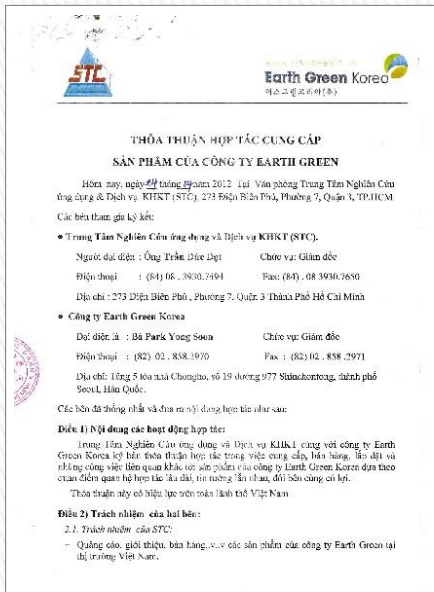 STC
Earth Green Korea
어스그린코리아(주)
THỎA THUẬN HỢP TÁC CUNG CẤP
SẢN PHẨM CỦA CÔNG TY EARTH GREEN
Hôm nay, ngày tháng năm 2012 Tại Văn phòng Trung Tâm Nghiên Cứu
ứng dụng & Dịch vụ KHKT (STC), 273 Điện Biên Phủ, Phường 7, Quận 3, TP.HCM
Các bên tham gia ký kết:
• Trung Tâm Nghiên Cứu ứng dụng và Dịch vụ KHKT (STC).
Người đại diện : Ông Trần Đức Đạt Chức vụ: Giám đốc
Điện thoại : (84) 08 . 3930.7494 Fax: (84) . 08 3930.7650
Địa chỉ : 273 Điện Biên Phủ , Phường 7, Quận 3 Thành Phố Hồ Chí Minh
• Công ty Earth Green Korea
Đại diện là : Bà Park Yong Soon Chức vụ: Giám đốc
Điện thoại : (82) 02 . 858.2970 Fax : (82) 02 . 858 .2971
Địa chỉ: Tầng 5 tòa nhà Chongho, số 19 đường 977 Shinchontong, thành phố
Seoul, Hàn Quốc.
Các bên đã thống nhất và đưa ra nội dung hợp tác như sau:
Điều 1) Nội dung các hoạt động hợp tác:
Trung Tâm Nghiên Cứu ứng dụng và Dịch vụ KHKT cùng với công ty Earth
Green Korea ký bản thỏa thuận hợp tác trong việc cung cấp, bán hàng, lắp đặt và
những công việc liên quan khác tới sản phẩm của công ty Earth Green Korea dựa theo
quan điểm quan hệ hợp tác lâu dài, tin tưởng lẫn nhau, đôi bên cùng có lợi.
Thỏa thuận này có hiệu lực trên toàn lãnh thổ Việt Nam
Điều 2) Trách nhiệm của hai bên:
2.1. Trách nhiệm của STC:
– Quảng cáo, giới thiệu, bán hàng..v..v các sản phẩm của công ty Earth Green tại
thị trường Việt Nam.